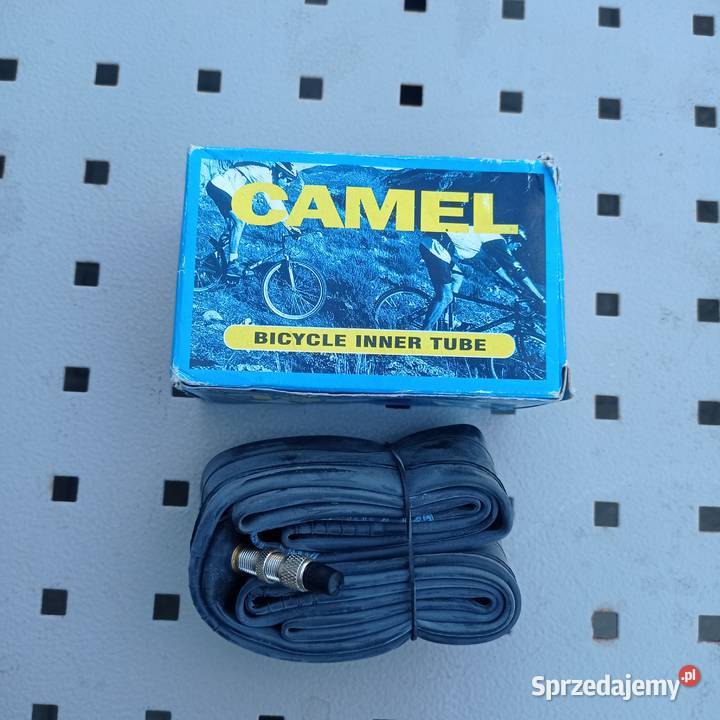 CAMEL
BICYCLE INNER TUBE
Sprzedajemy.pl